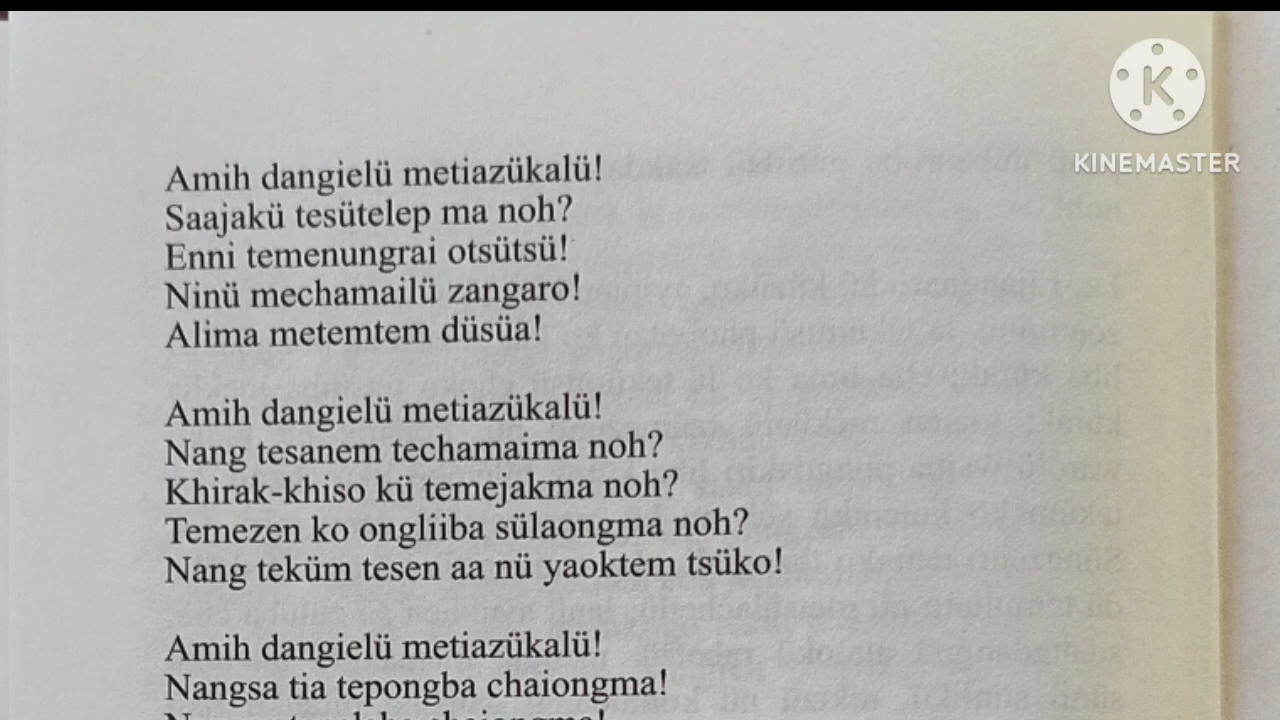 KINEMASTER
Amih dangielü metiazükalü!
Saajakü tesütelep ma noh?
Enni temenungrai otsütsü!
Ninü mechamailü zangaro!
Alima metemtem düsüa!
Amih dangielü metiazükalü!
Nang tesanem techamaima noh?
Khirak-khiso kü temejakma noh?
Temezen ko ongliiba sülaongma noh?
Nang teküm tesen aa nü yaoktem tsüko!
Amih dangielü metiazükalü!
Nangsa tia tepongba chaiongma!